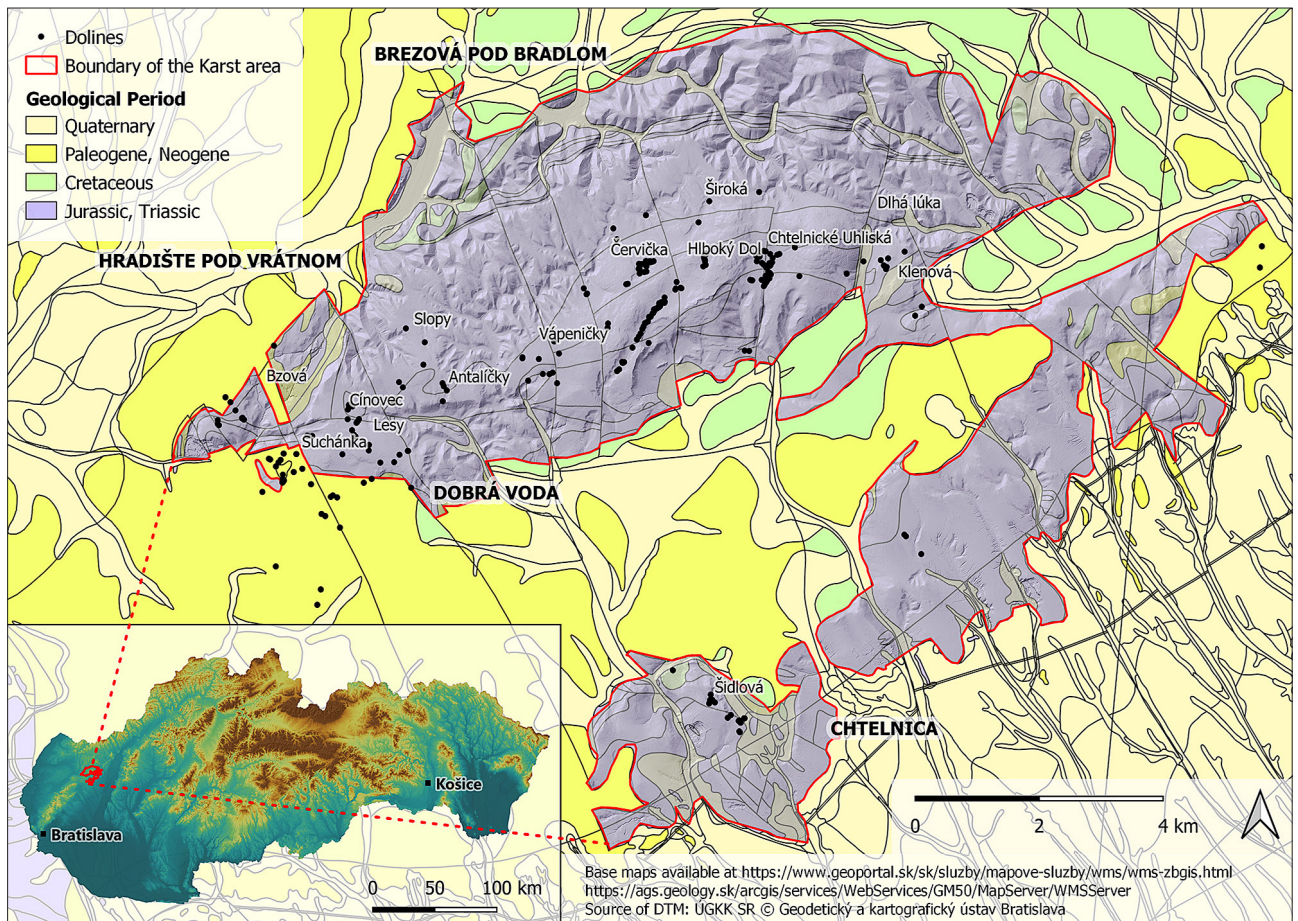 Dolines
Boundary of the Karst area
Geological Period
Quaternary
Paleogene, Neogene
Cretaceous
Jurassic, Triassic
BREZOVÁ POD BRADLOM
HRADIŠTE POD VRÁTNOM
Široká
Dlhá lúka
Červička
Hlboký Dol
Chtelnické Uhliská
Klenová
Slopy
Vápeničky
Bzová
Antalíčky
Cínovec
Lesy
Suchánka
DOBRÁ VODA
Šidlová
CHTELNICA
Košice
Bratislava
0 50 100 km
0 2 4 km
Base maps available at https://www.geoportal.sk/sk/sluzby/mapove-sluzby/wms/wms-zbgis.html
https://ags.geology.sk/arcgis/services/WebServices/GM50/MapServer/WMSServer
Source of DTM: ÚGKK SR © Geodetický a kartografický ústav Bratislava